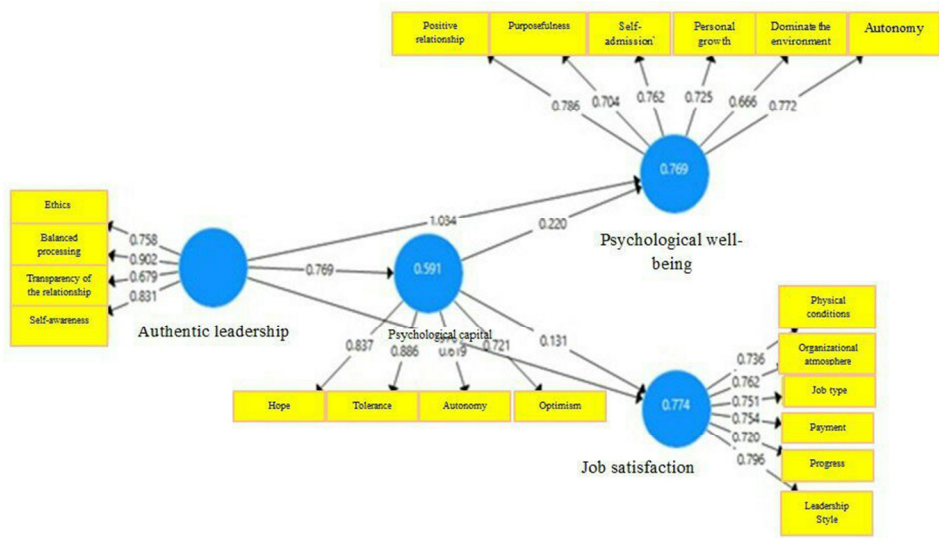 Positive
relationship
Purposefulness
Self-
admission`
Personal
growth
Dominate the
environment
Autonomy
0.786
0.704
0.762
0.725
0.666
0.772
0.769
Psychological well-
being
Ethics
Balanced
processing
Transparency of
the relationship
Self-awareness
0.758
0.902
0.679
0.831
Authentic leadership
1.034
0.769
0.220
0.591
Psychological capital
0.131
0.837
0.886
0.721
Hope
Tolerance
Autonomy
Optimism
0.774
Job satisfaction
0.736
0.762
0.751
0.754
0.720
0.796
Physical
conditions
Organizational
atmosphere
Job type
Payment
Progress
Leadership
Style